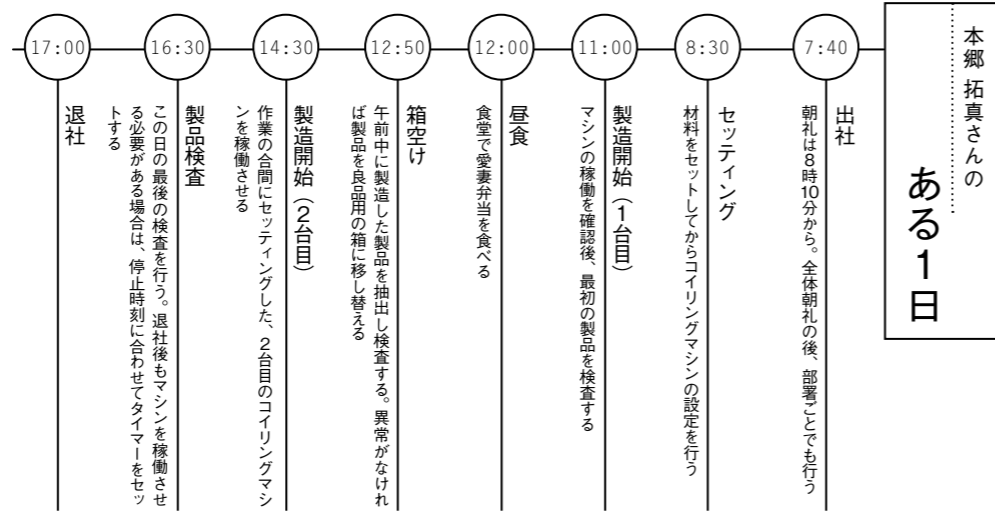 本郷 拓真さんの
ある1日
7:40
出社
朝礼は8時10分から。全体朝礼の後、部署ごとでも行う
8:30
セッティング
材料をセットしてからコイリングマシンの設定を行う
11:00
製造開始（1台目）
マシンの稼働を確認後、最初の製品を検査する
12:00
昼食
食堂で愛妻弁当を食べる
12:50
箱空け
午前中に製造した製品を抽出し検査する。異常がなけれ
ば製品を良品用の箱に移し替える
14:30
製造開始（2台目）
作業の合間にセッティングした、2台目のコイリングマシ
ンを稼働させる
16:30
製品検査
この日の最後の検査を行う。退社後もマシンを稼働させ
る必要がある場合は、停止時刻に合わせてタイマーをセッ
トする
17:00
退社